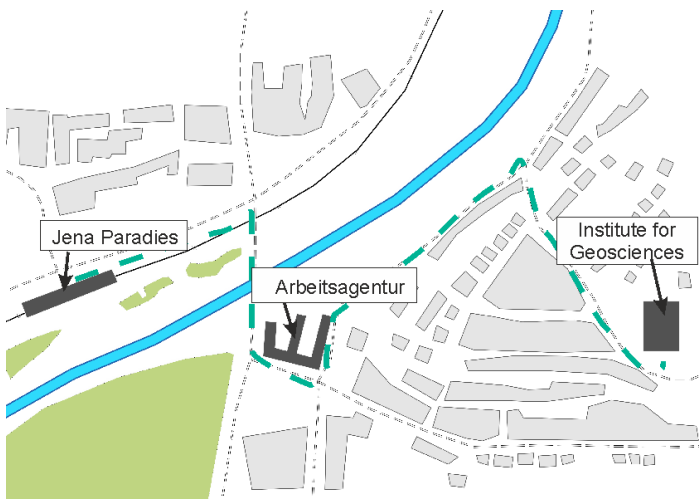 Jena Paradies
Institute for
Geosciences
Arbeitsagentur